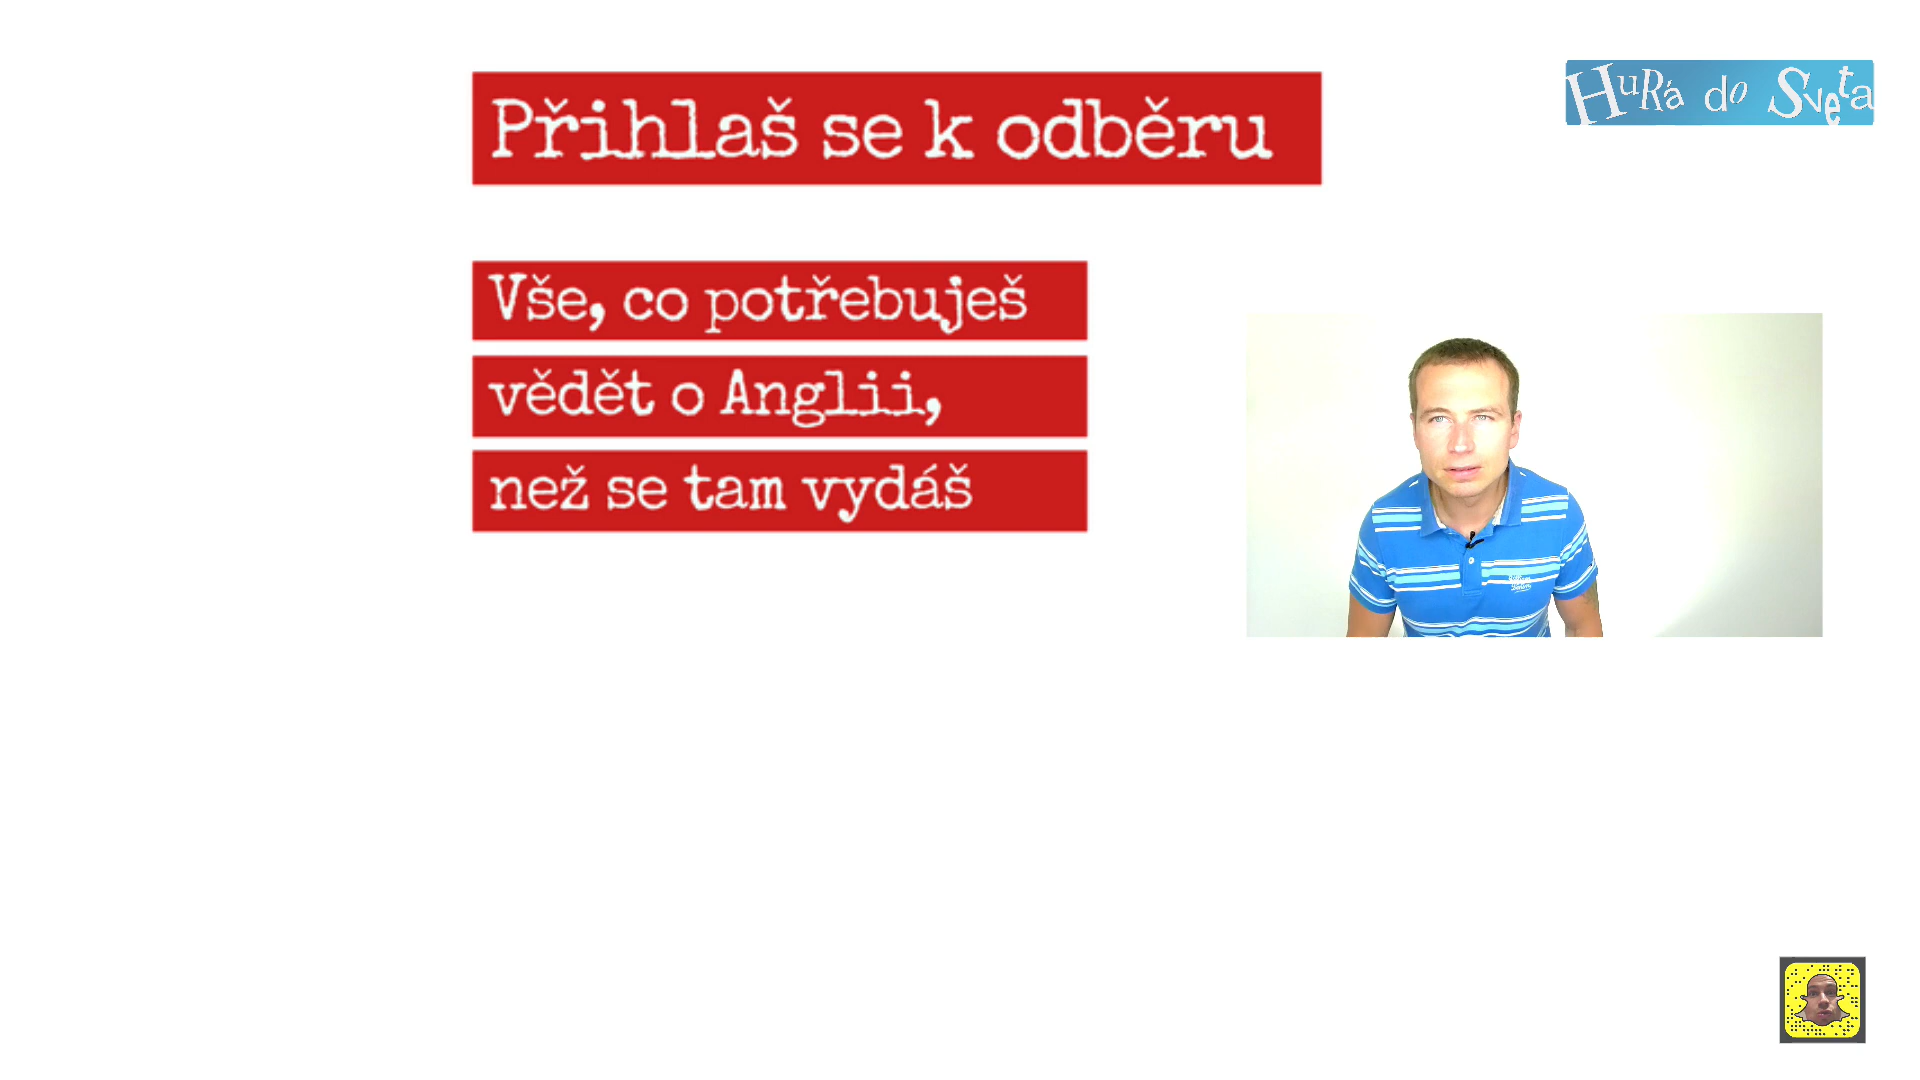 Přihlaš se k odběru
HuRá do Sveta
Vše, co potřebuješ
vědět o Anglii,
než se tam vydáš